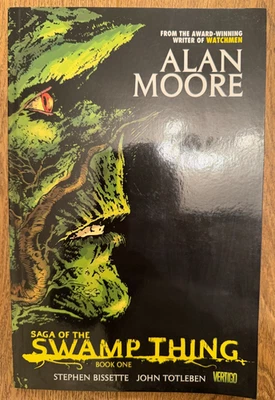 FROM THE AWARD-WINNING
WRITER OF WATCHMEN
ALAN
MOORE
SAGA OF THE
SWAMP THING
BOOK ONE
STEPHEN BISSETTE JOHN TOTLEBEN
VERTIGO